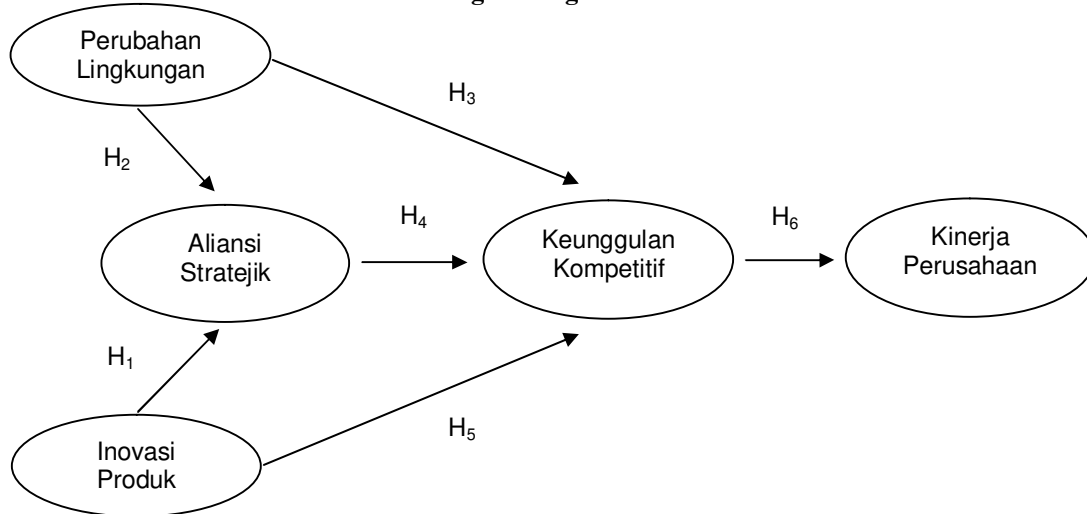 Perubahan
Lingkungan
H₃
H₂
Aliansi
Stratejik
H₄
Keunggulan
Kompetitif
H₆
Kinerja
Perusahaan
H₁
H₅
Inovasi
Produk